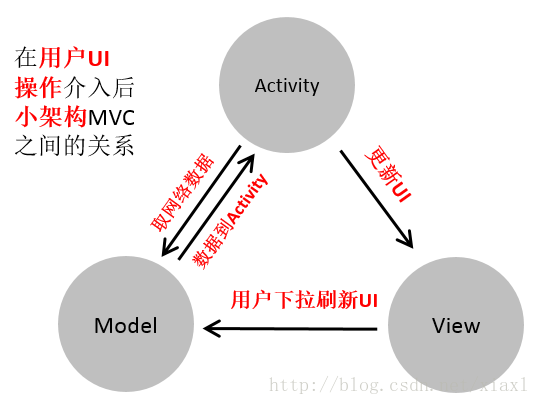 在用户UI
操作介入后
小架构MVC
之间的关系
Activity
取网络数据
数据到Activity
更新UI
用户下拉刷新UI
Model
View
http://blog.csdn.